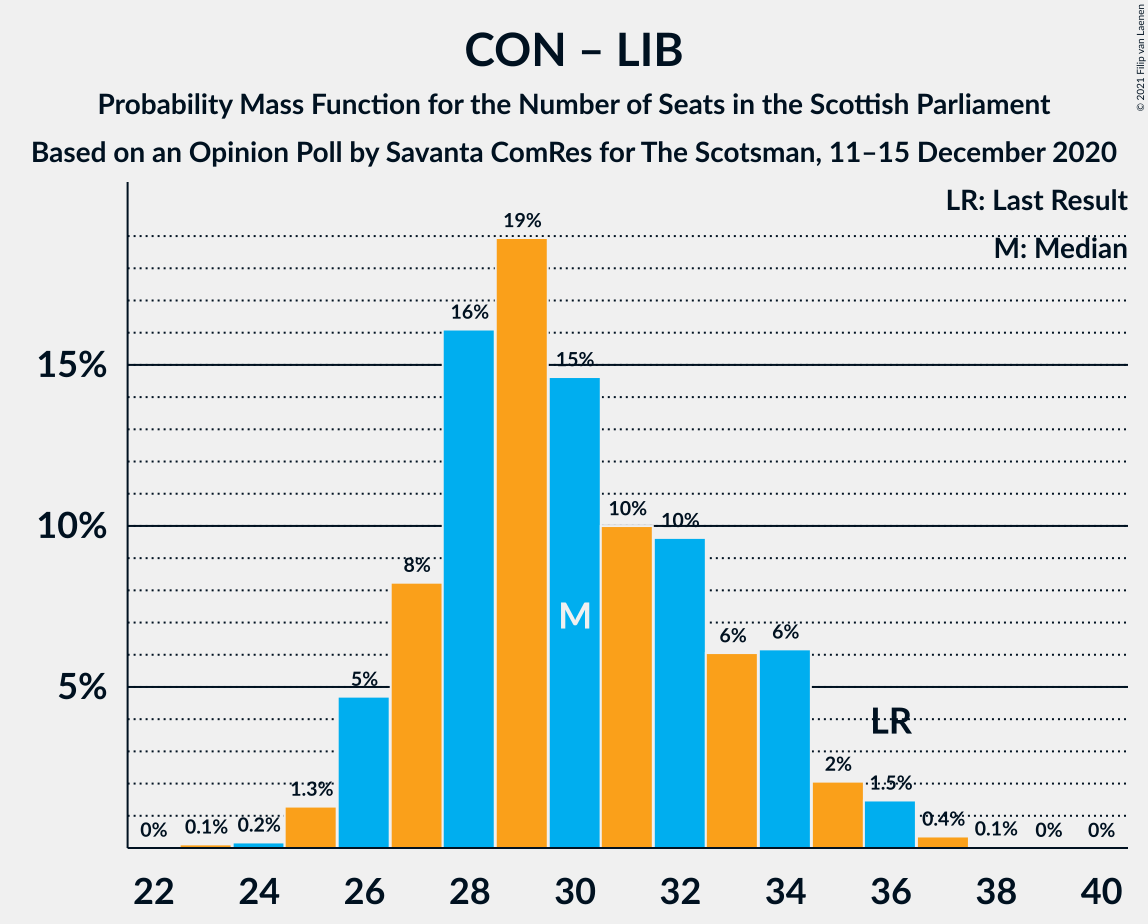 CON – LIB
Probability Mass Function for the Number of Seats in the Scottish Parliament
Based on an Opinion Poll by Savanta ComRes for The Scotsman, 11–15 December 2020
© 2021 Filip van Laenen
LR: Last Result
M: Median
15%
10%
5%
0%
0.1%
0.2%
1.3%
5%
8%
16%
19%
15%
10%
10%
6%
6%
2%
1.5%
0.4%
0.1%
0%
0%
M
LR
22 24 26 28 30 32 34 36 38 40